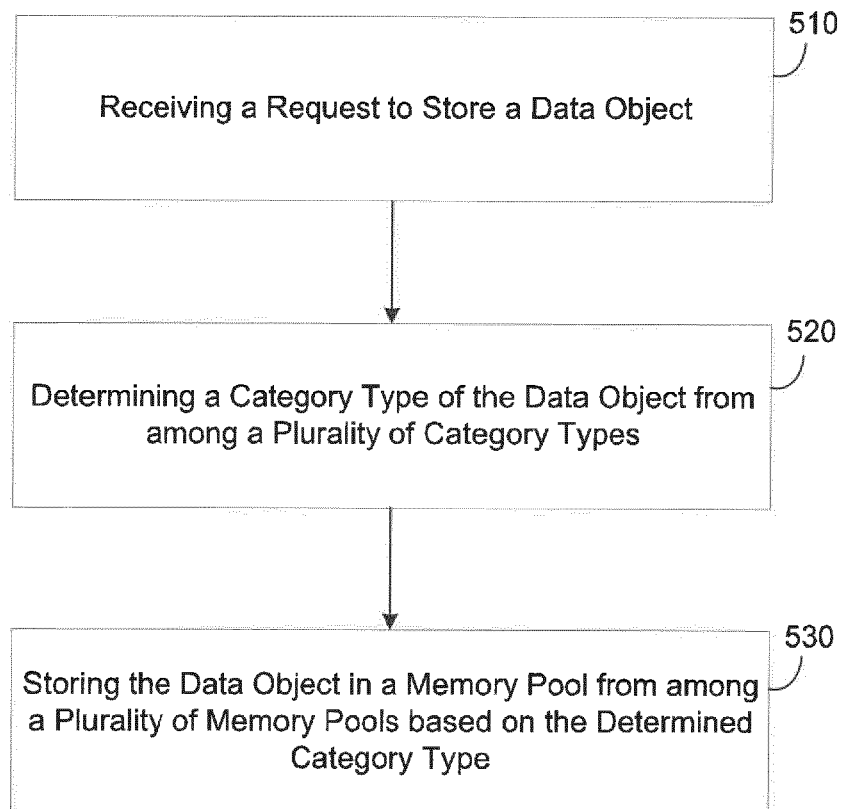 510
Receiving a Request to Store a Data Object
520
Determining a Category Type of the Data Object from
among a Plurality of Category Types
530
Storing the Data Object in a Memory Pool from among
a Plurality of Memory Pools based on the Determined
Category Type